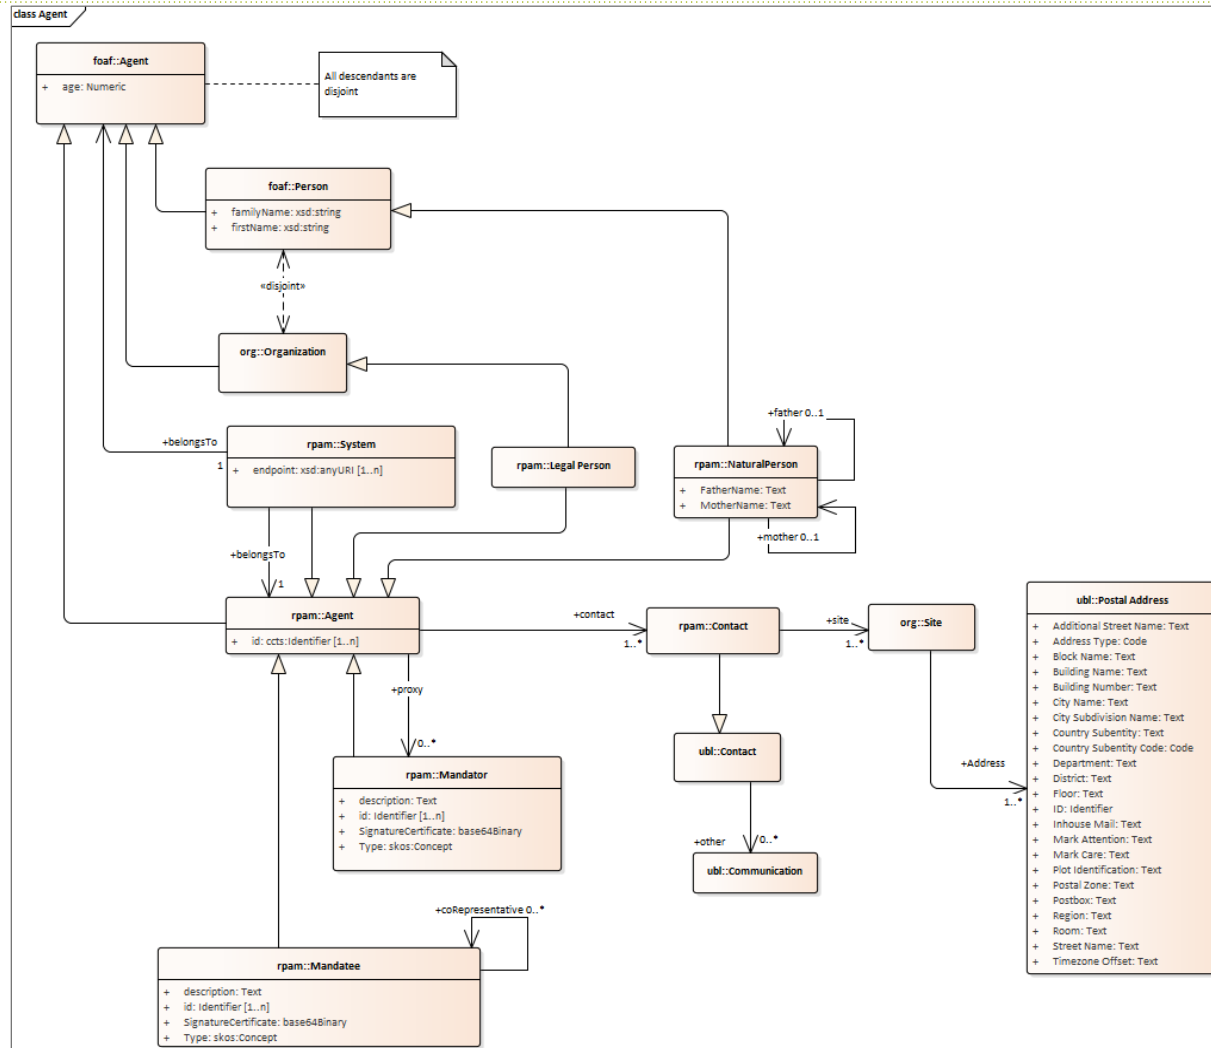 class Agent
foaf::Agent
+ age: Numeric
All descendants are
disjoint
foaf::Person
+ familyName: xsd:string
+ firstName: xsd:string
«disjoint»
org::Organization
+belongsTo
1
rpam::System
+ endpoint: xsd:anyURI [1..n]
rpam::Legal Person
+father 0..1
rpam::NaturalPerson
+ FatherName: Text
+ MotherName: Text
+mother 0..1
+belongsTo
1
rpam::Agent
+ id: ccts:Identifier [1..n]
+contact
1..*
rpam::Contact
+site
1..*
org::Site
+proxy
0..*
rpam::Mandator
+ description: Text
+ id: Identifier [1..n]
+ SignatureCertificate: base64Binary
+ Type: skos:Concept
ubl::Contact
+other
0..*
ubl::Communication
+Address
1..*
ubl::Postal Address
+ Additional Street Name: Text
+ Address Type: Code
+ Block Name: Text
+ Building Name: Text
+ Building Number: Text
+ City Name: Text
+ City Subdivision Name: Text
+ Country Subentity: Text
+ Country Subentity Code: Code
+ Department: Text
+ District: Text
+ Floor: Text
+ ID: Identifier
+ Inhouse Mail: Text
+ Mark Attention: Text
+ Mark Care: Text
+ Plot Identification: Text
+ Postal Zone: Text
+ Postbox: Text
+ Region: Text
+ Room: Text
+ Street Name: Text
+ Timezone Offset: Text
+coRepresentative 0..*
rpam::Mandatee
+ description: Text
+ id: Identifier [1..n]
+ SignatureCertificate: base64Binary
+ Type: skos:Concept